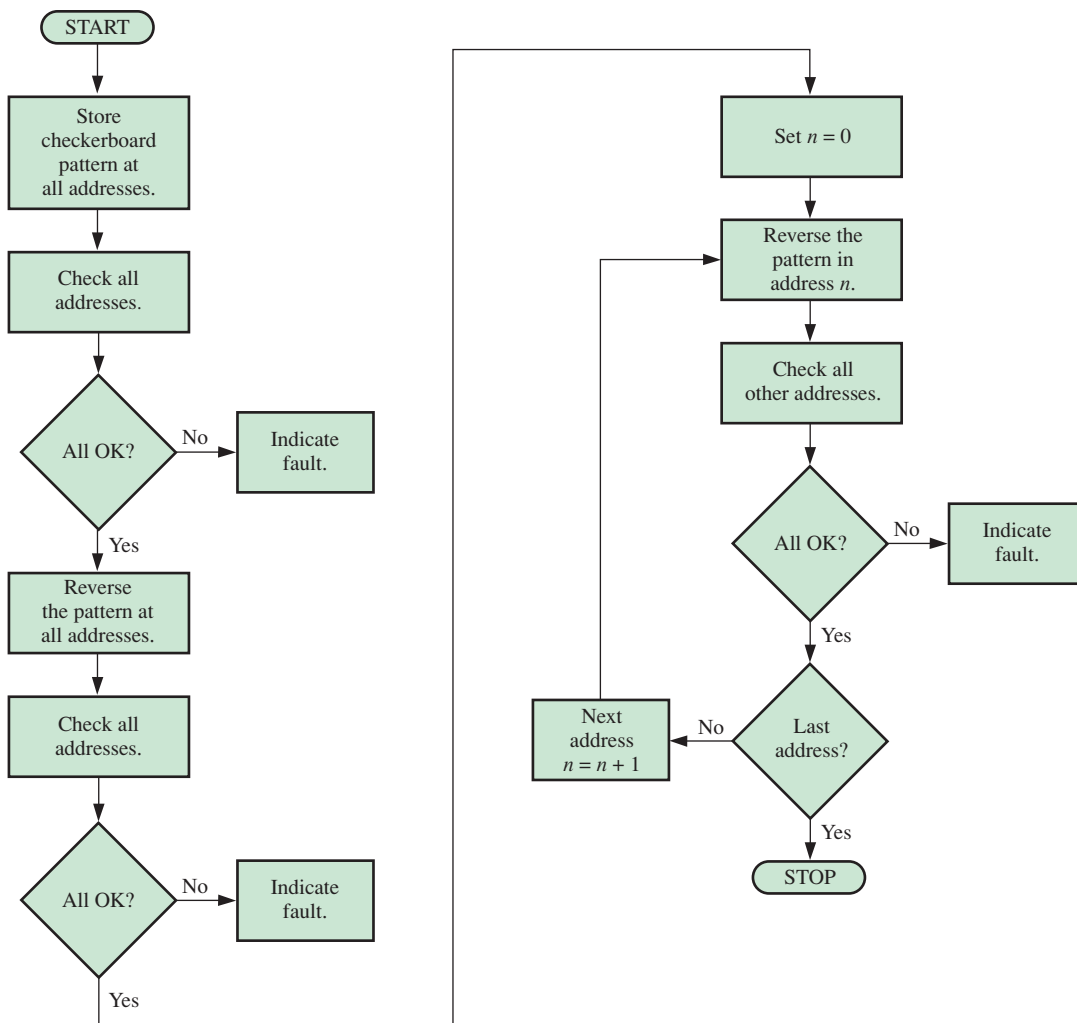 START
Store
checkerboard
pattern at
all addresses.
Check all
addresses.
All OK?
No
Indicate
fault.
Yes
Reverse
the pattern at
all addresses.
Check all
addresses.
All OK?
No
Indicate
fault.
Yes
Set n = 0
Reverse the
pattern in
address n.
Check all
other addresses.
All OK?
No
Indicate
fault.
Yes
Last
address?
No
Next
address
n = n + 1
Yes
STOP